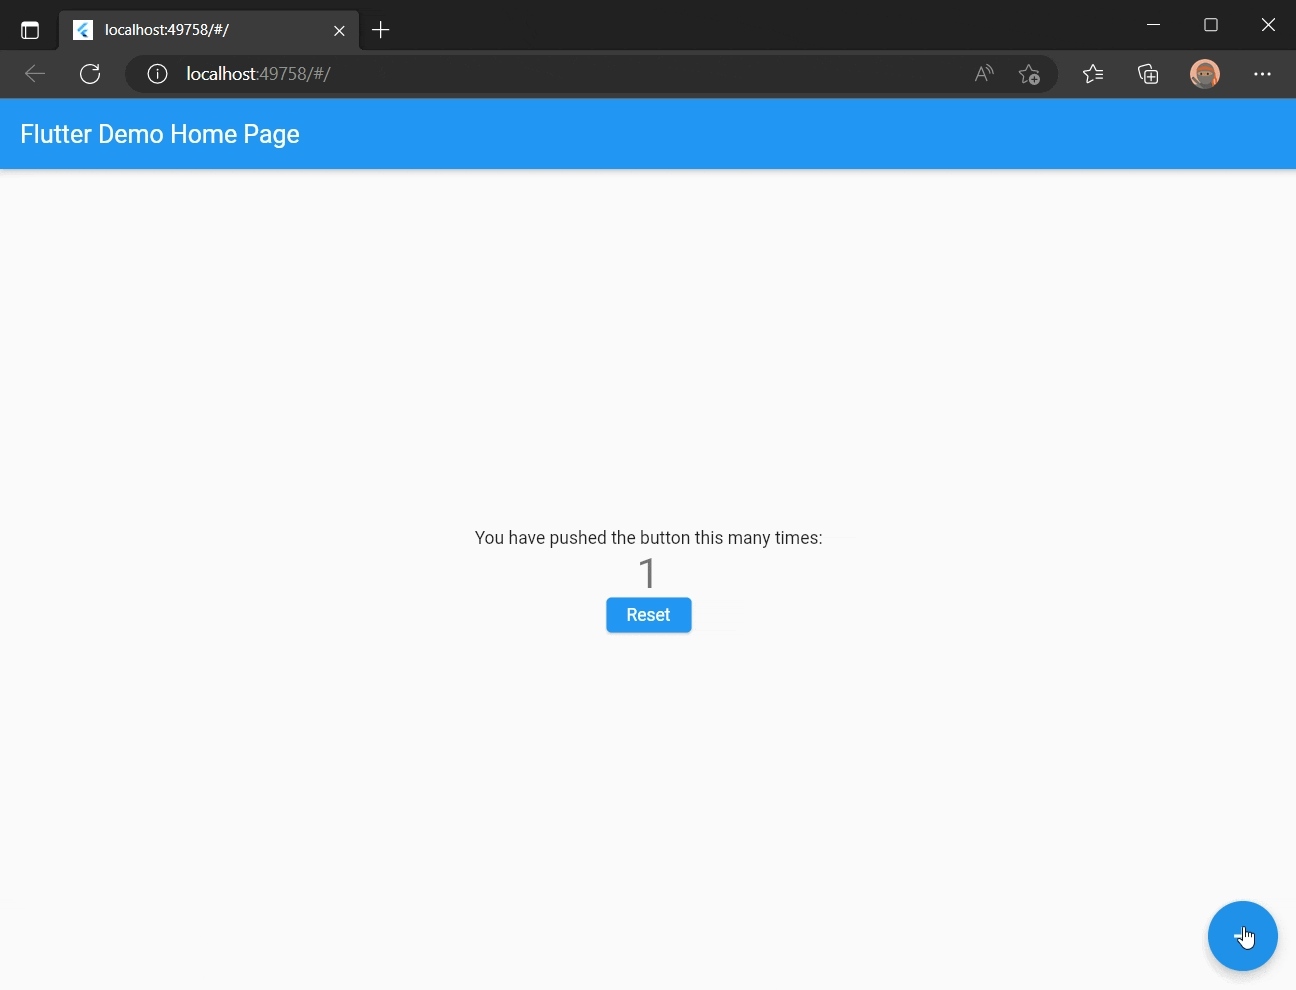 localhost:49758/#/
localhost:49758/#/
Flutter Demo Home Page
You have pushed the button this many times:
1
Reset